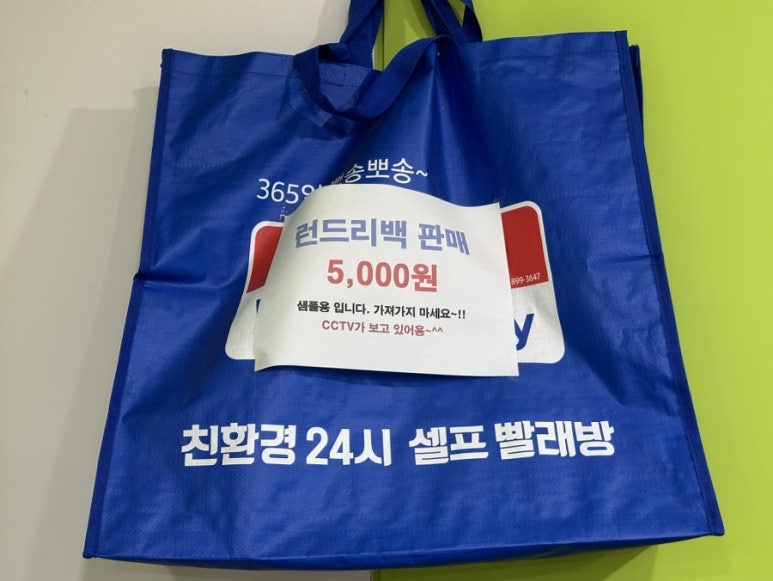 365일 뽀송뽀송~
런드리백 판매
5,000원
899-3647
샘플용 입니다. 가져가지 마세요~!!
CCTV가 보고 있어용~^^
y
친환경 24시 셀프 빨래방